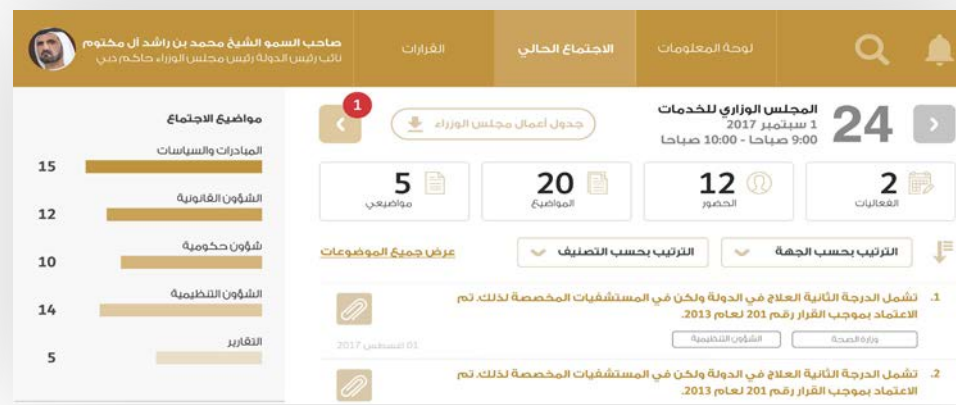 لوحة المعلومات
الاجتماع الحالي
القرارات
صاحب السمو الشيخ محمد بن راشد آل مكتوم
نائب رئيس الدولة رئيس مجلس الوزراء حاكم دبي
24
المجلس الوزاري للخدمات
1 سبتمبر 2017
9:00 صباحا - 10:00 صباحا
جدول أعمال مجلس الوزراء
1
2
الفعاليات
12
الحضور
20
المواضيع
5
مواضيعي
الترتيب بحسب الجهة
الترتيب بحسب التصنيف
عرض جميع الموضوعات
1. تشمل الدرجة الثانية العلاج في الدولة ولكن في المستشفيات المخصصة لذلك. تم
الاعتماد بموجب القرار رقم 201 لعام 2013.
وزارة الصحة
الشؤون التنظيمية
01 اغسطس 2017
2. تشمل الدرجة الثانية العلاج في الدولة ولكن في المستشفيات المخصصة لذلك. تم
الاعتماد بموجب القرار رقم 201 لعام 2013.
مواضيع الاجتماع
المبادرات والسياسات
15
الشؤون القانونية
12
شؤون حكومية
10
الشؤون التنظيمية
14
التقارير
5